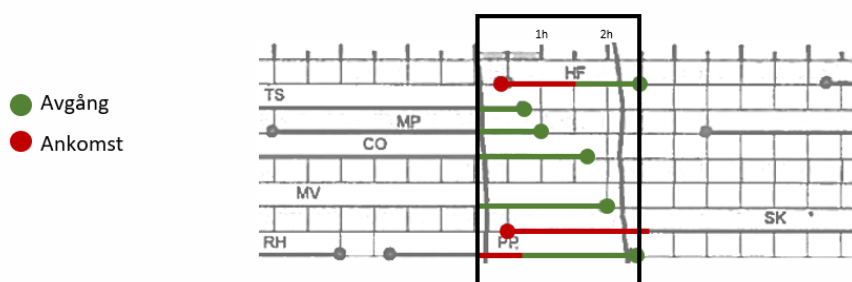 1h 2h
HF
Avgång
TS
MP
Ankomst
CO
MV
SK
RH
PP